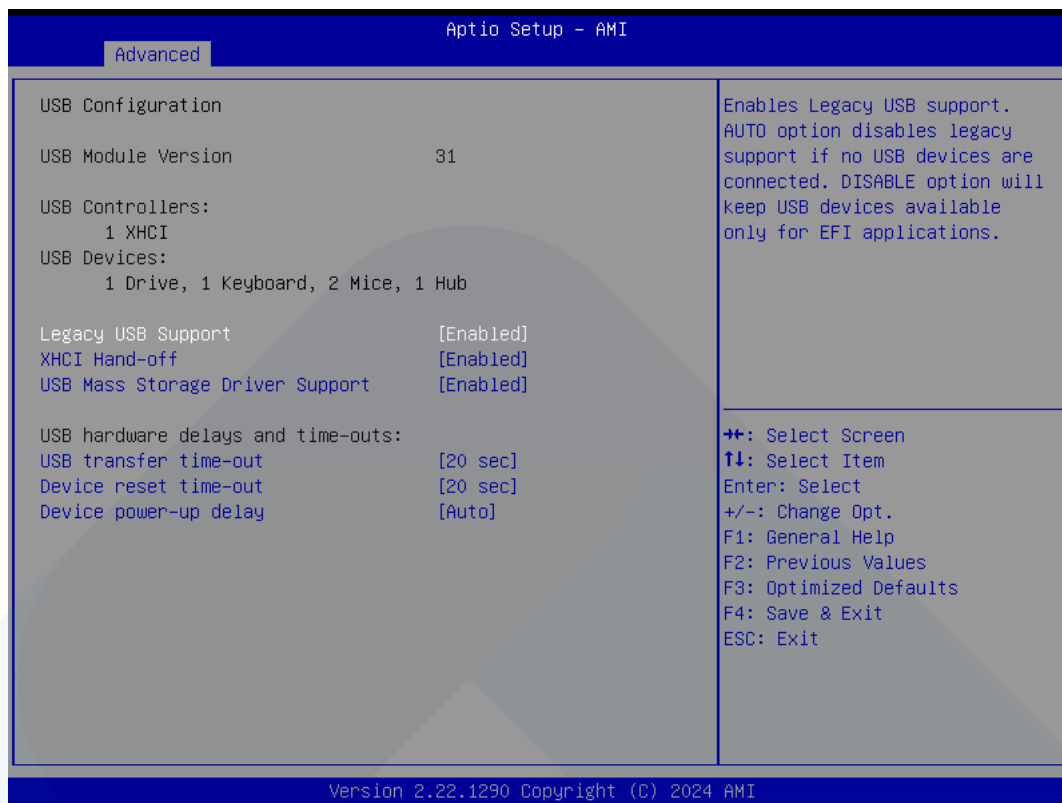 Aptio Setup – AMI
Advanced
USB Configuration
USB Module Version 31
USB Controllers:
1 XHCI
USB Devices:
1 Drive, 1 Keyboard, 2 Mice, 1 Hub
Legacy USB Support [Enabled]
XHCI Hand-off [Enabled]
USB Mass Storage Driver Support [Enabled]
USB hardware delays and time-outs:
USB transfer time-out [20 sec]
Device reset time-out [20 sec]
Device power-up delay [Auto]
Enables Legacy USB support.
AUTO option disables legacy
support if no USB devices are
connected. DISABLE option will
keep USB devices available
only for EFI applications.
→←: Select Screen
↑↓: Select Item
Enter: Select
+/-: Change Opt.
F1: General Help
F2: Previous Values
F3: Optimized Defaults
F4: Save & Exit
ESC: Exit
Version 2.22.1290 Copyright (C) 2024 AMI